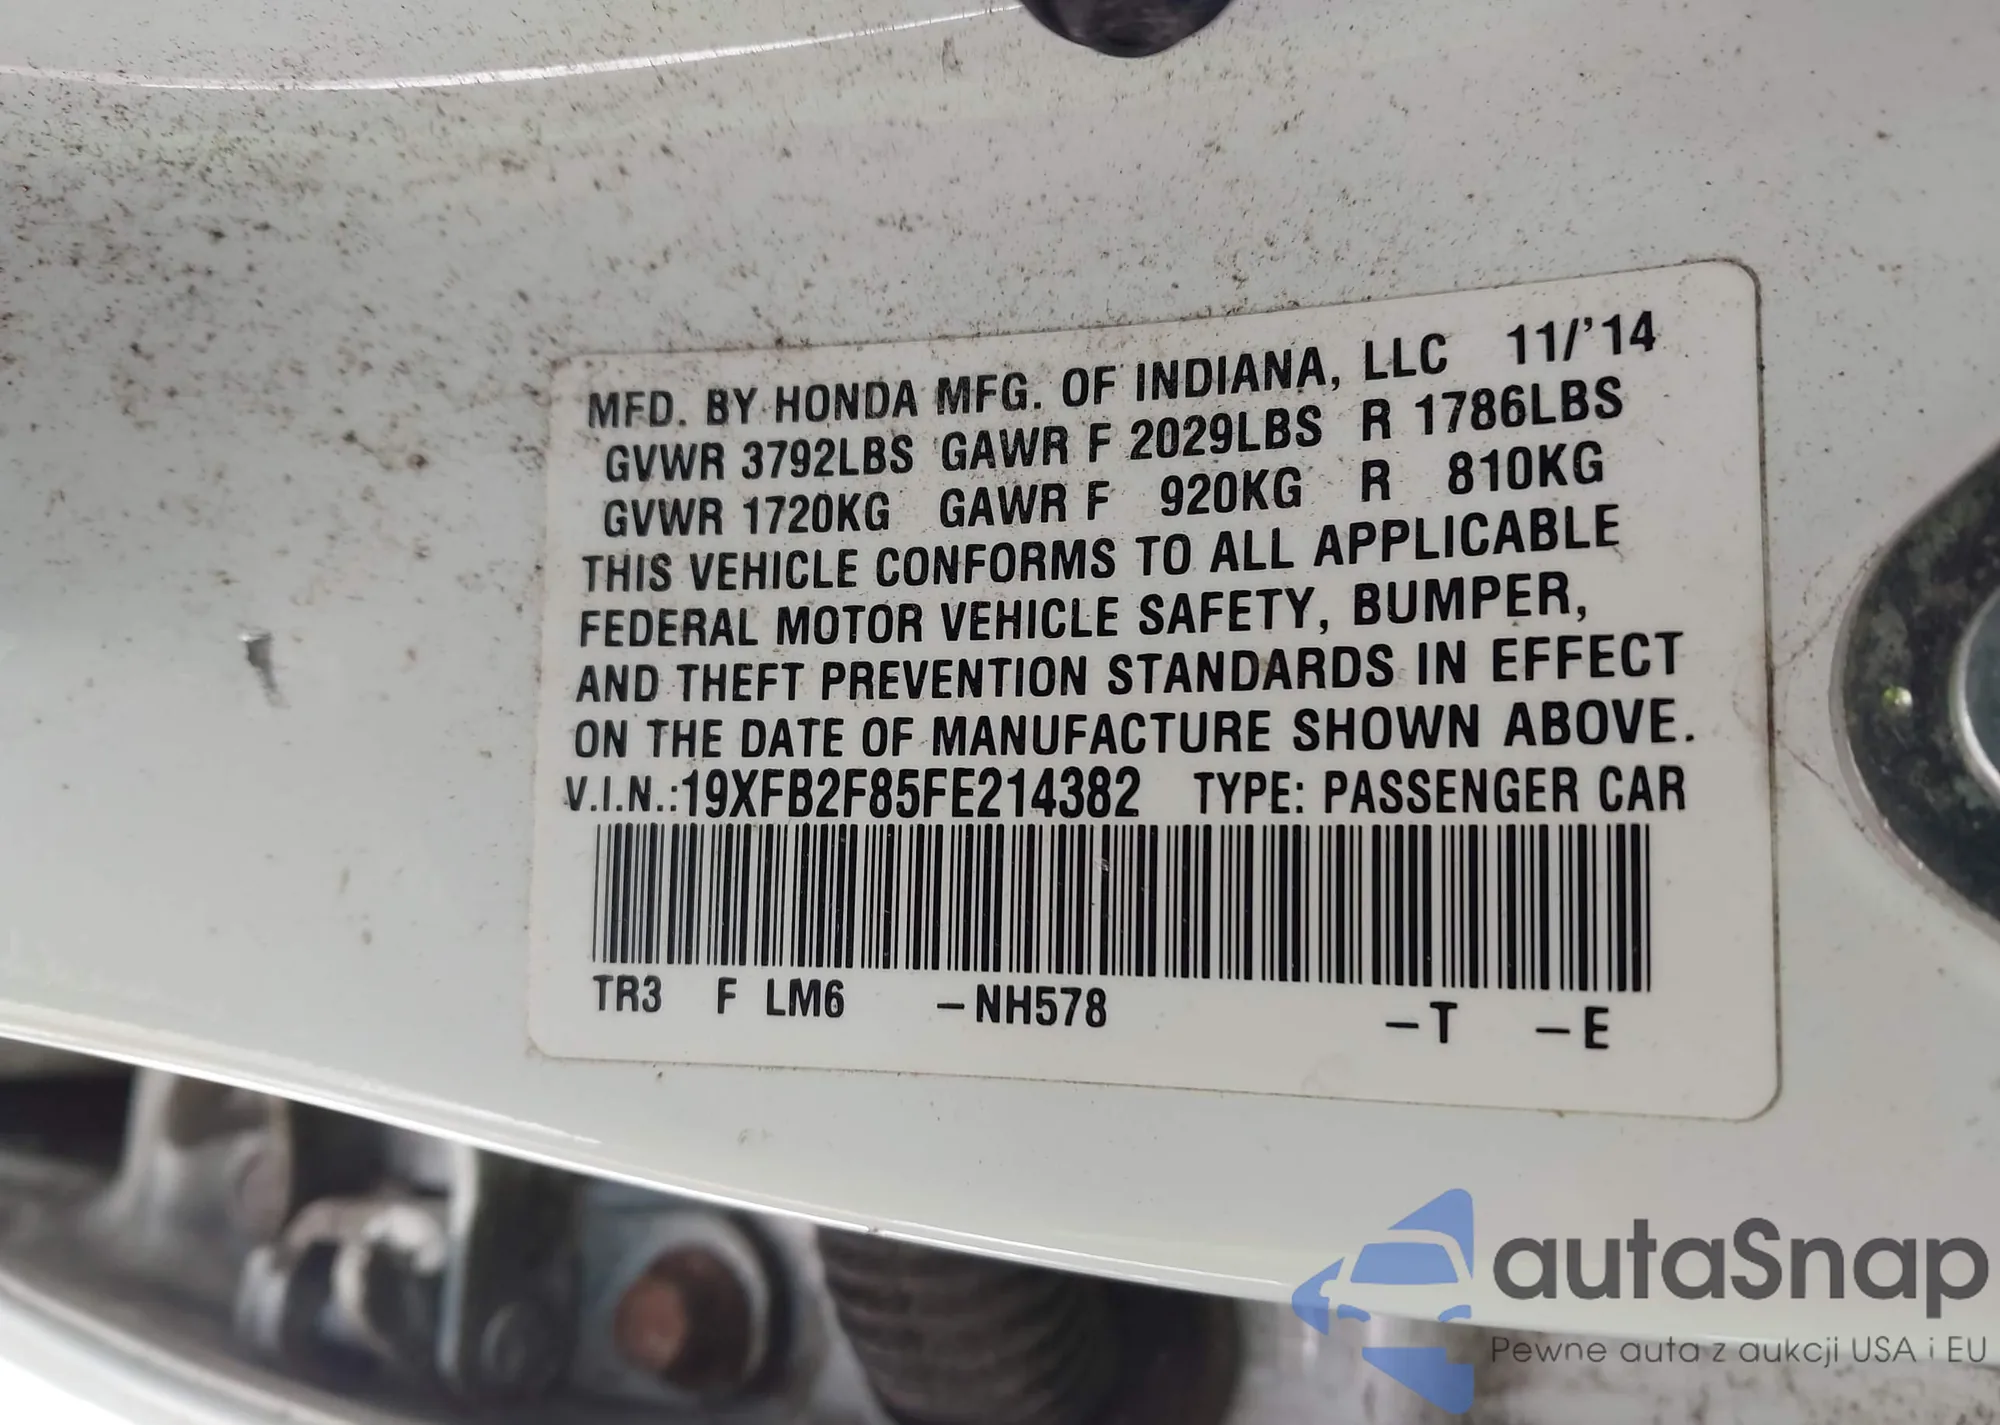 MFD. BY HONDA MFG. OF INDIANA, LLC 11/'14
GVWR 3792LBS GAWR F 2029LBS R 1786LBS
GVWR 1720KG GAWR F 920KG R 810KG
THIS VEHICLE CONFORMS TO ALL APPLICABLE
FEDERAL MOTOR VEHICLE SAFETY, BUMPER,
AND THEFT PREVENTION STANDARDS IN EFFECT
ON THE DATE OF MANUFACTURE SHOWN ABOVE.
V.I.N.:19XFB2F85FE214382 TYPE: PASSENGER CAR
TR3 F LM6 –NH578 –T –E
autaSnap
Pewne auta z aukcji USA i EU